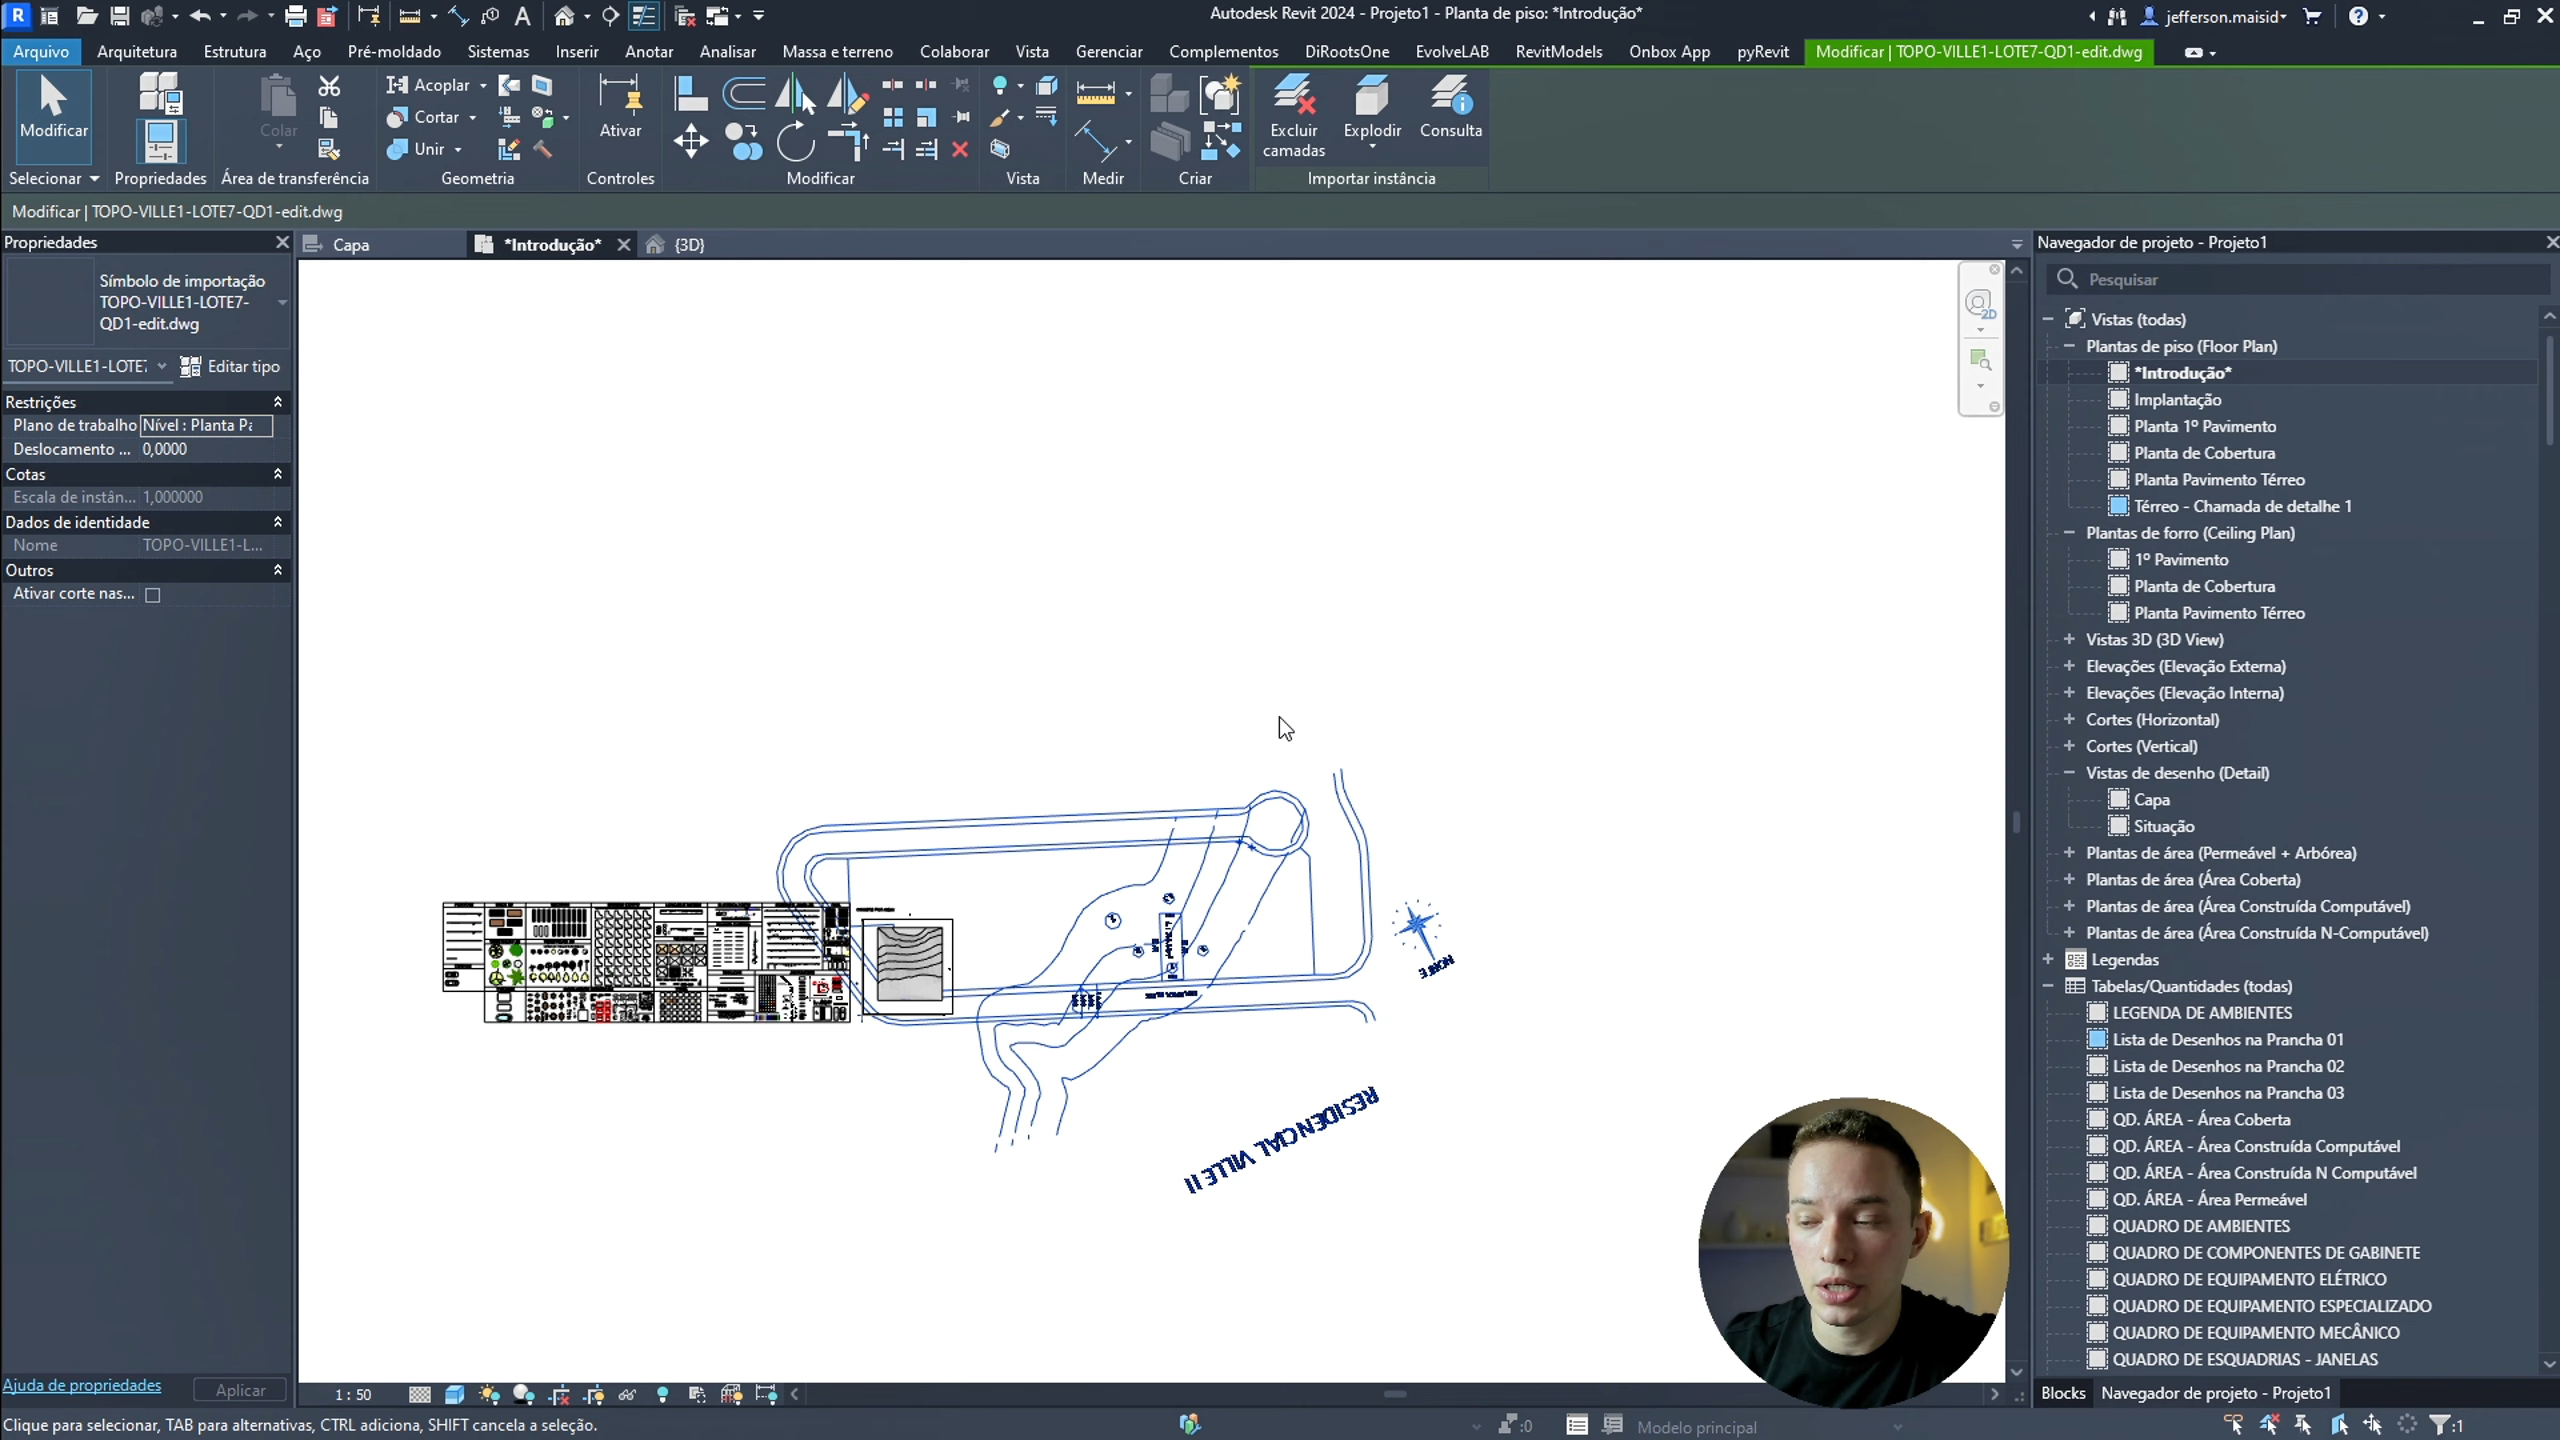 Autodesk Revit 2024 - Projeto1 - Planta de piso: *Introdução*
jefferson.maisid
Arquivo
Arquitetura
Estrutura
Aço
Pré-moldado
Sistemas
Inserir
Anotar
Analisar
Massa e terreno
Colaborar
Vista
Gerenciar
Complementos
DiRootsOne
EvolveLAB
RevitModels
Onbox App
pyRevit
Modificar | TOPO-VILLE1-LOTE7-QD1-edit.dwg
Modificar
Colar
Acoplar
Cortar
Unir
Ativar
Excluir camadas
Explodir
Consulta
Selecionar
Propriedades
Área de transferência
Geometria
Controles
Modificar
Vista
Medir
Criar
Importar instância
Modificar | TOPO-VILLE1-LOTE7-QD1-edit.dwg
Propriedades
Símbolo de importação
TOPO-VILLE1-LOTE7-
QD1-edit.dwg
TOPO-VILLE1-LOTE7
Editar tipo
Restrições
Plano de trabalho Nível : Planta Pa
Deslocamento ... 0,0000
Cotas
Escala de instân... 1,000000
Dados de identidade
Nome TOPO-VILLE1-L...
Outros
Ativar corte nas...
Ajuda de propriedades
Aplicar
Capa
*Introdução*
{3D}
2D
NORTE
RESIDENCIAL VILLE II
1 : 50
Navegador de projeto - Projeto1
Pesquisar
Vistas (todas)
Plantas de piso (Floor Plan)
*Introdução*
Implantação
Planta 1º Pavimento
Planta de Cobertura
Planta Pavimento Térreo
Térreo - Chamada de detalhe 1
Plantas de forro (Ceiling Plan)
1º Pavimento
Planta de Cobertura
Planta Pavimento Térreo
Vistas 3D (3D View)
Elevações (Elevação Externa)
Elevações (Elevação Interna)
Cortes (Horizontal)
Cortes (Vertical)
Vistas de desenho (Detail)
Capa
Situação
Plantas de área (Permeável + Arbórea)
Plantas de área (Área Coberta)
Plantas de área (Área Construída Computável)
Plantas de área (Área Construída N-Computável)
Legendas
Tabelas/Quantidades (todas)
LEGENDA DE AMBIENTES
Lista de Desenhos na Prancha 01
Lista de Desenhos na Prancha 02
Lista de Desenhos na Prancha 03
QD. ÁREA - Área Coberta
QD. ÁREA - Área Construída Computável
QD. ÁREA - Área Construída N Computável
QD. ÁREA - Área Permeável
QUADRO DE AMBIENTES
QUADRO DE COMPONENTES DE GABINETE
QUADRO DE EQUIPAMENTO ELÉTRICO
QUADRO DE EQUIPAMENTO ESPECIALIZADO
QUADRO DE EQUIPAMENTO MECÂNICO
QUADRO DE ESQUADRIAS - JANELAS
Blocks
Navegador de projeto - Projeto1
Clique para selecionar, TAB para alternativas, CTRL adiciona, SHIFT cancela a seleção.
:0
Modelo principal
:1